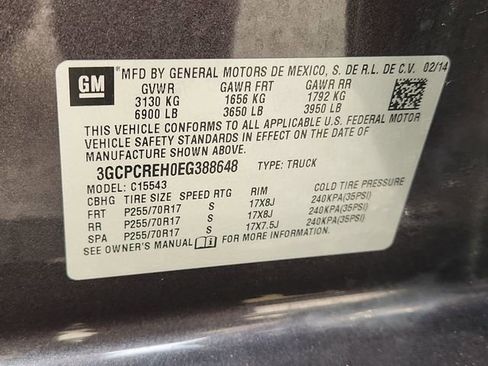 GM
MFD BY GENERAL MOTORS DE MEXICO, S. DE R.L. DE C.V. 02/14
GVWR GAWR FRT GAWR RR
3130 KG 1656 KG 1792 KG
6900 LB 3650 LB 3950 LB
THIS VEHICLE CONFORMS TO ALL APPLICABLE U.S. FEDERAL MOTOR
VEHICLE SAFETY STANDARDS IN EFFECT ON THE DATE OF
MANUFACTURE SHOWN ABOVE.
3GCPCREH0EG388648 TYPE: TRUCK
MODEL: C15543
CHBG TIRE SIZE SPEED RTG RIM COLD TIRE PRESSURE
FRT P255/70R17 S 17X8J 240KPA(35PSI)
RR P255/70R17 S 17X8J 240KPA(35PSI)
SPA P255/70R17 S 17X7.5J 240KPA(35PSI)
SEE OWNER'S MANUAL FOR MORE INFORMATION.